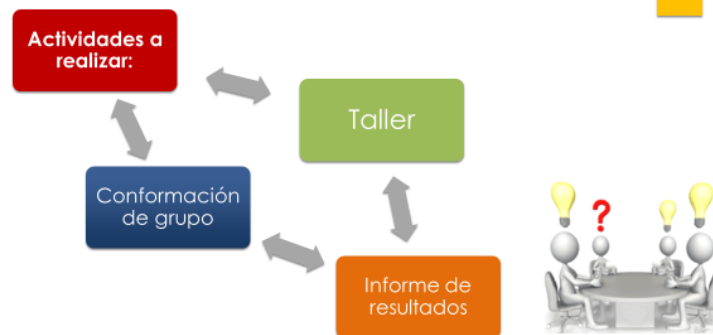 Actividades a
realizar:
Taller
Conformación
de grupo
Informe de
resultados
?